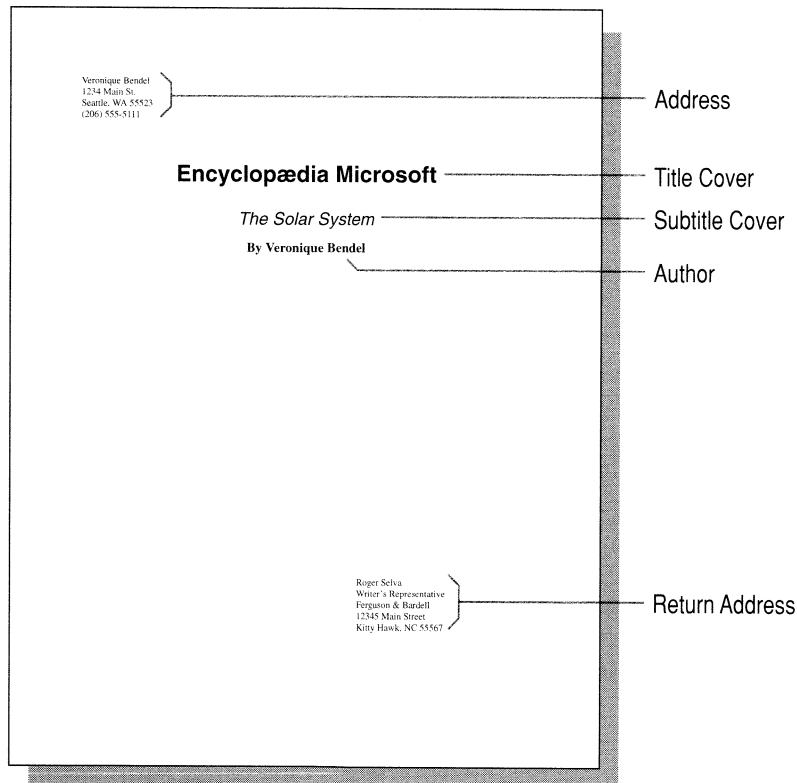 Veronique Bendel
1234 Main St.
Seattle, WA 55523
(206) 555-5111
Address
Encyclopædia Microsoft
Title Cover
The Solar System
Subtitle Cover
By Veronique Bendel
Author
Roger Selva
Writer's Representative
Ferguson & Bardell
12345 Main Street
Kitty Hawk, NC 55567
Return Address